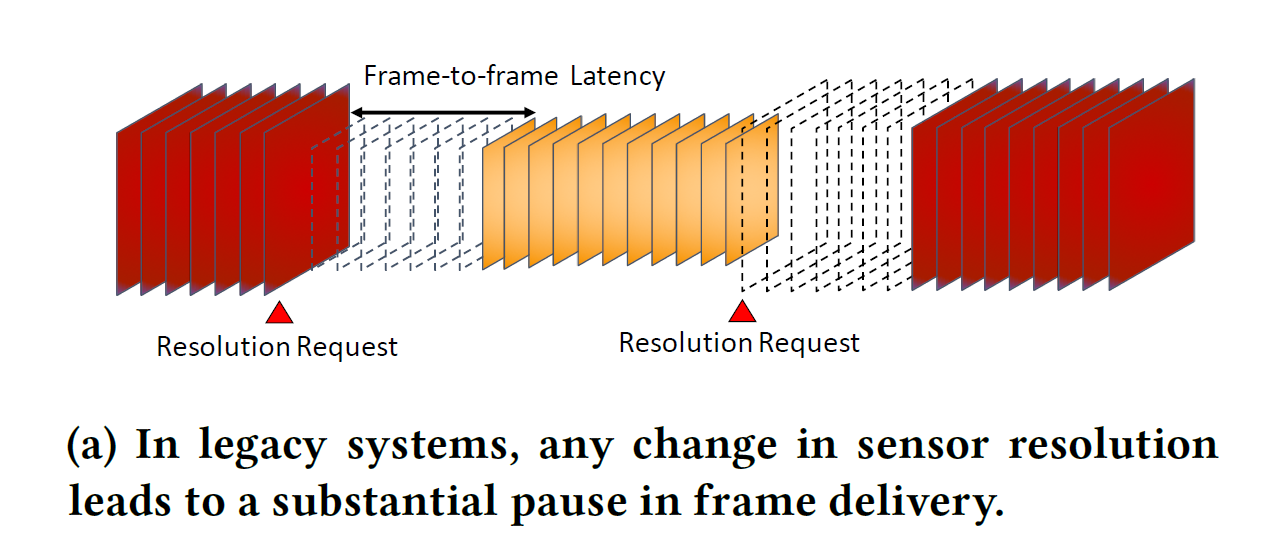 Frame-to-frame Latency
Resolution Request
Resolution Request
(a) In legacy systems, any change in sensor resolution
leads to a substantial pause in frame delivery.